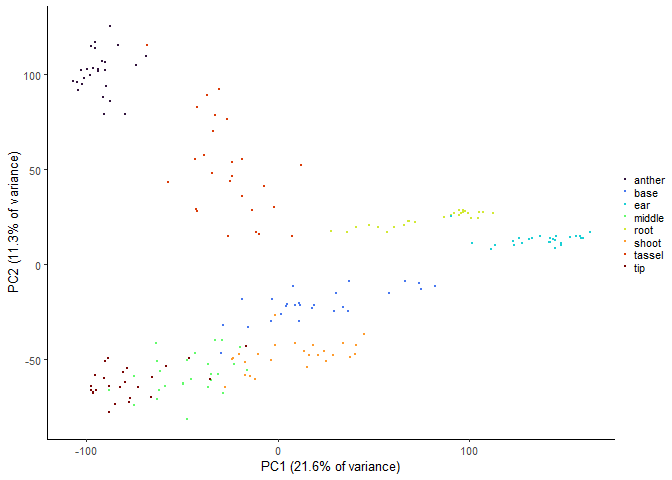 100
50
0
-50
PC2 (11.3% of variance)
-100
0
100
PC1 (21.6% of variance)
anther
base
ear
middle
root
shoot
tassel
tip